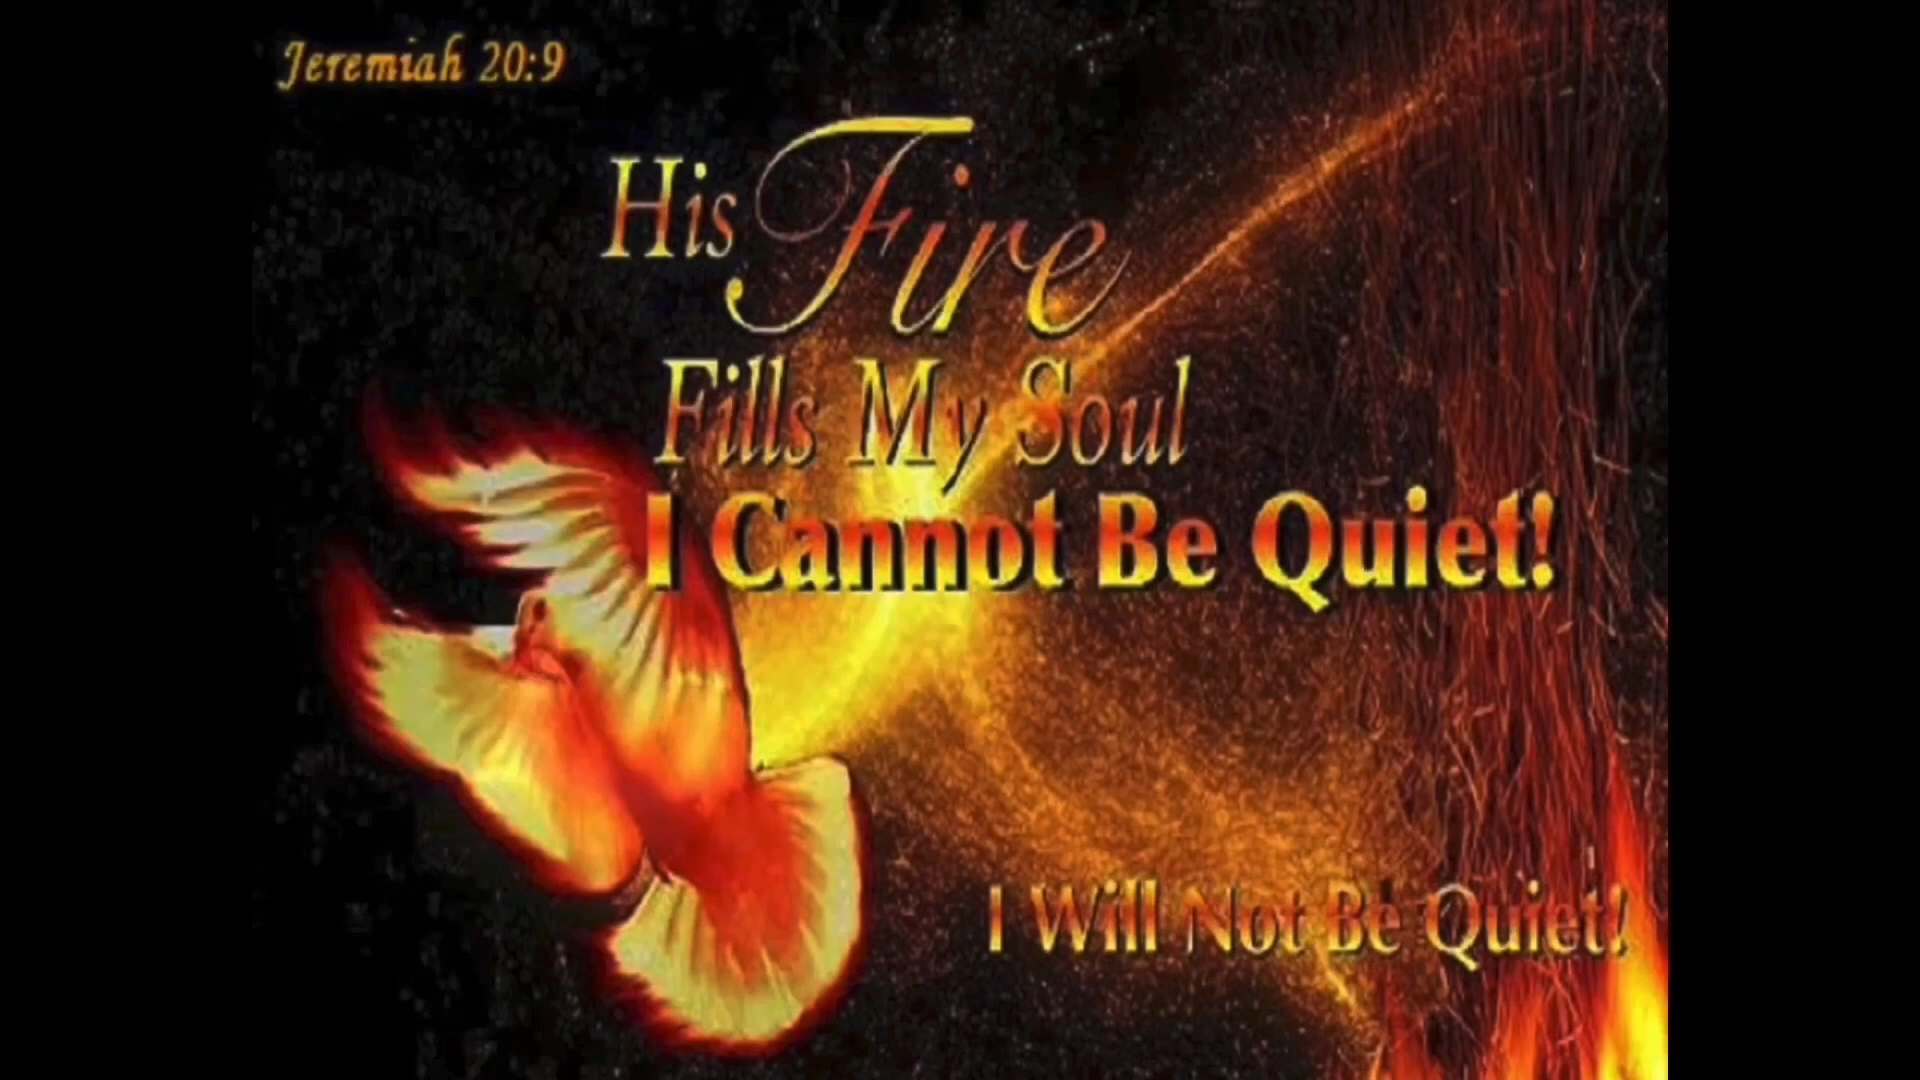 Jeremiah 20:9
His Fire
Fills My Soul
I Cannot Be Quiet!
I Will Not Be Quiet!